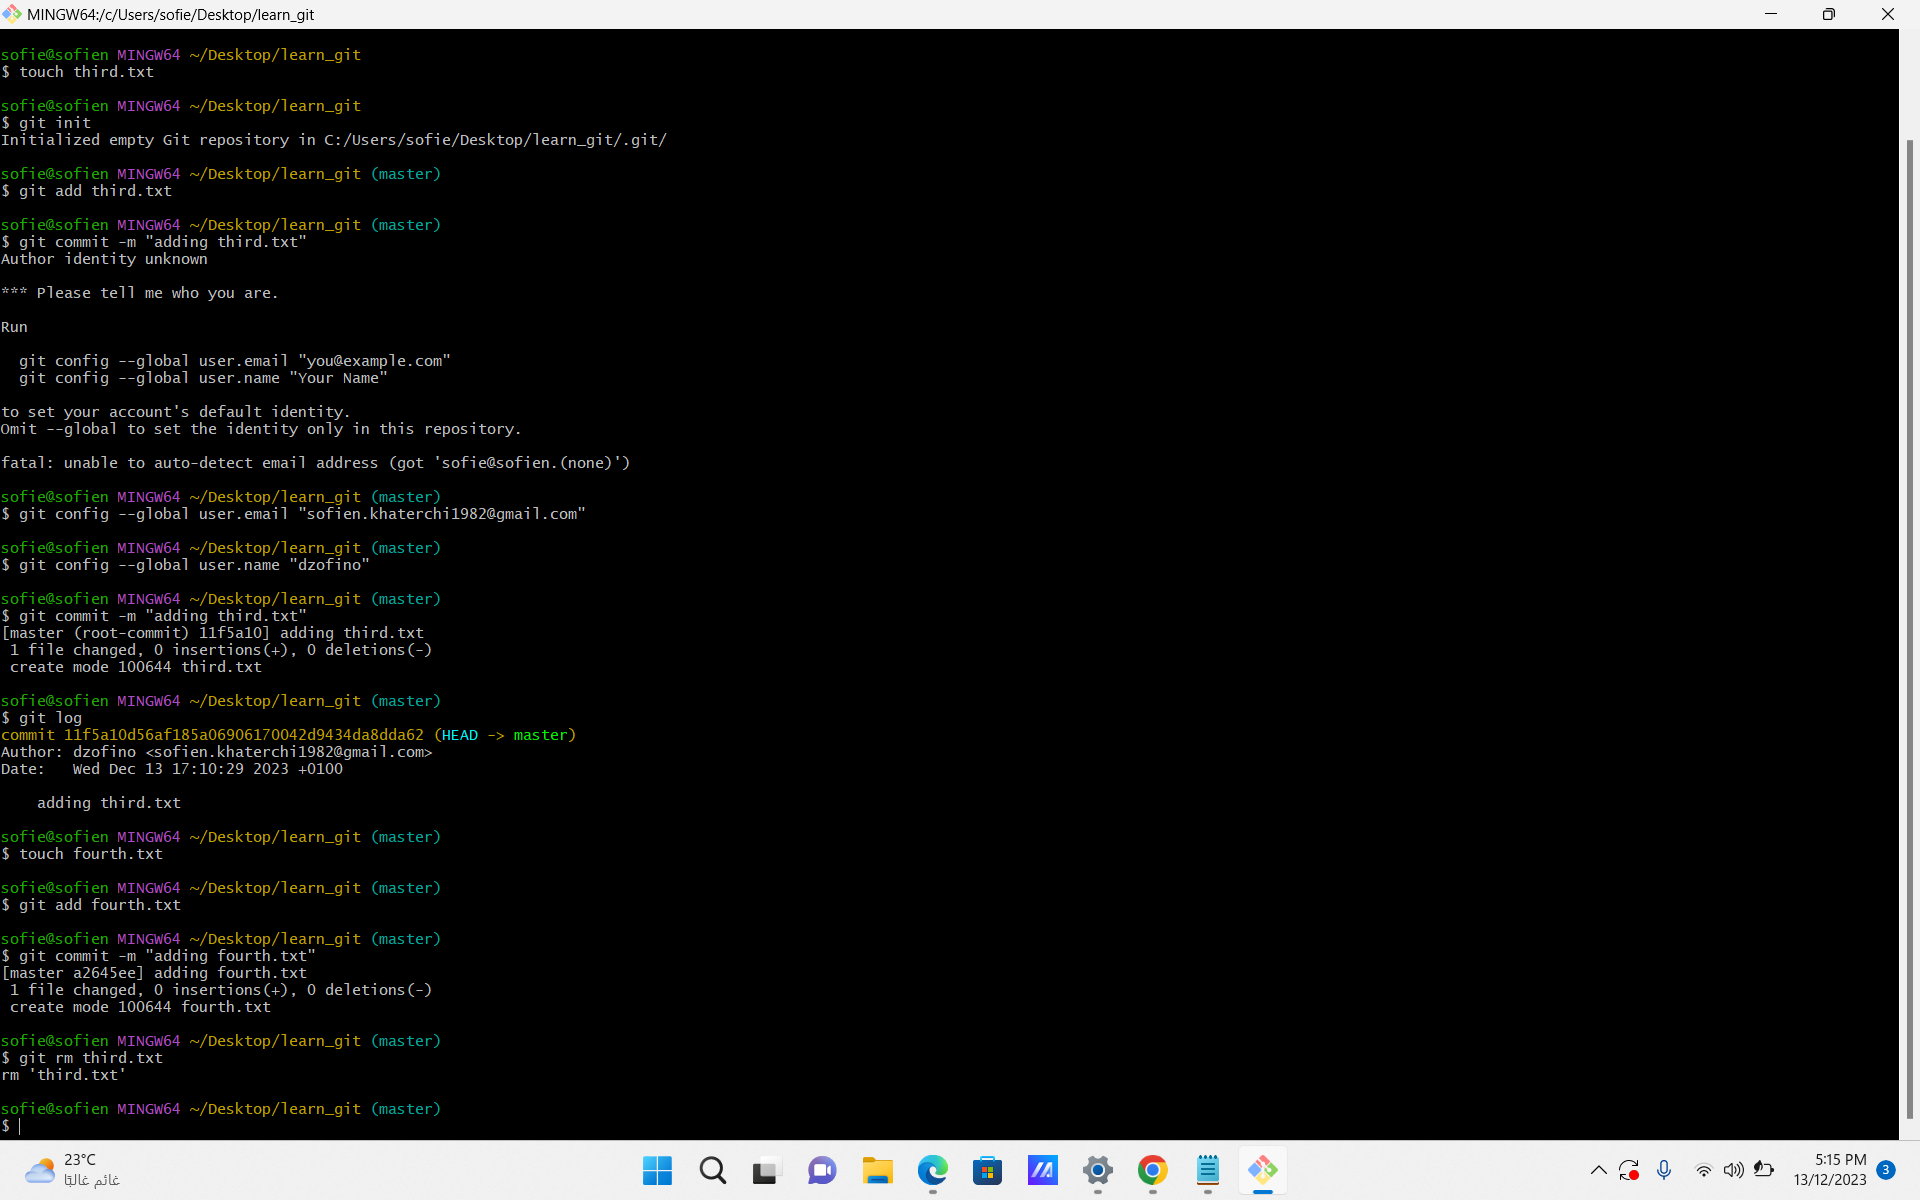 MINGW64:/c/Users/sofie/Desktop/learn_git
sofie@sofien MINGW64 ~/Desktop/learn_git
$ touch third.txt
sofie@sofien MINGW64 ~/Desktop/learn_git
$ git init
Initialized empty Git repository in C:/Users/sofie/Desktop/learn_git/.git/
sofie@sofien MINGW64 ~/Desktop/learn_git (master)
$ git add third.txt
sofie@sofien MINGW64 ~/Desktop/learn_git (master)
$ git commit -m "adding third.txt"
Author identity unknown
*** Please tell me who you are.
Run
  git config --global user.email "you@example.com"
  git config --global user.name "Your Name"
to set your account's default identity.
Omit --global to set the identity only in this repository.
fatal: unable to auto-detect email address (got 'sofie@sofien.(none)')
sofie@sofien MINGW64 ~/Desktop/learn_git (master)
$ git config --global user.email "sofien.khaterchi1982@gmail.com"
sofie@sofien MINGW64 ~/Desktop/learn_git (master)
$ git config --global user.name "dzofino"
sofie@sofien MINGW64 ~/Desktop/learn_git (master)
$ git commit -m "adding third.txt"
[master (root-commit) 11f5a10] adding third.txt
 1 file changed, 0 insertions(+), 0 deletions(-)
 create mode 100644 third.txt
sofie@sofien MINGW64 ~/Desktop/learn_git (master)
$ git log
commit 11f5a10d56af185a06906170042d9434da8dda62 (HEAD -> master)
Author: dzofino <sofien.khaterchi1982@gmail.com>
Date:   Wed Dec 13 17:10:29 2023 +0100
    adding third.txt
sofie@sofien MINGW64 ~/Desktop/learn_git (master)
$ touch fourth.txt
sofie@sofien MINGW64 ~/Desktop/learn_git (master)
$ git add fourth.txt
sofie@sofien MINGW64 ~/Desktop/learn_git (master)
$ git commit -m "adding fourth.txt"
[master a2645ee] adding fourth.txt
 1 file changed, 0 insertions(+), 0 deletions(-)
 create mode 100644 fourth.txt
sofie@sofien MINGW64 ~/Desktop/learn_git (master)
$ git rm third.txt
rm 'third.txt'
sofie@sofien MINGW64 ~/Desktop/learn_git (master)
$
23°C
غائم غالبًا
5:15 PM
13/12/2023
3